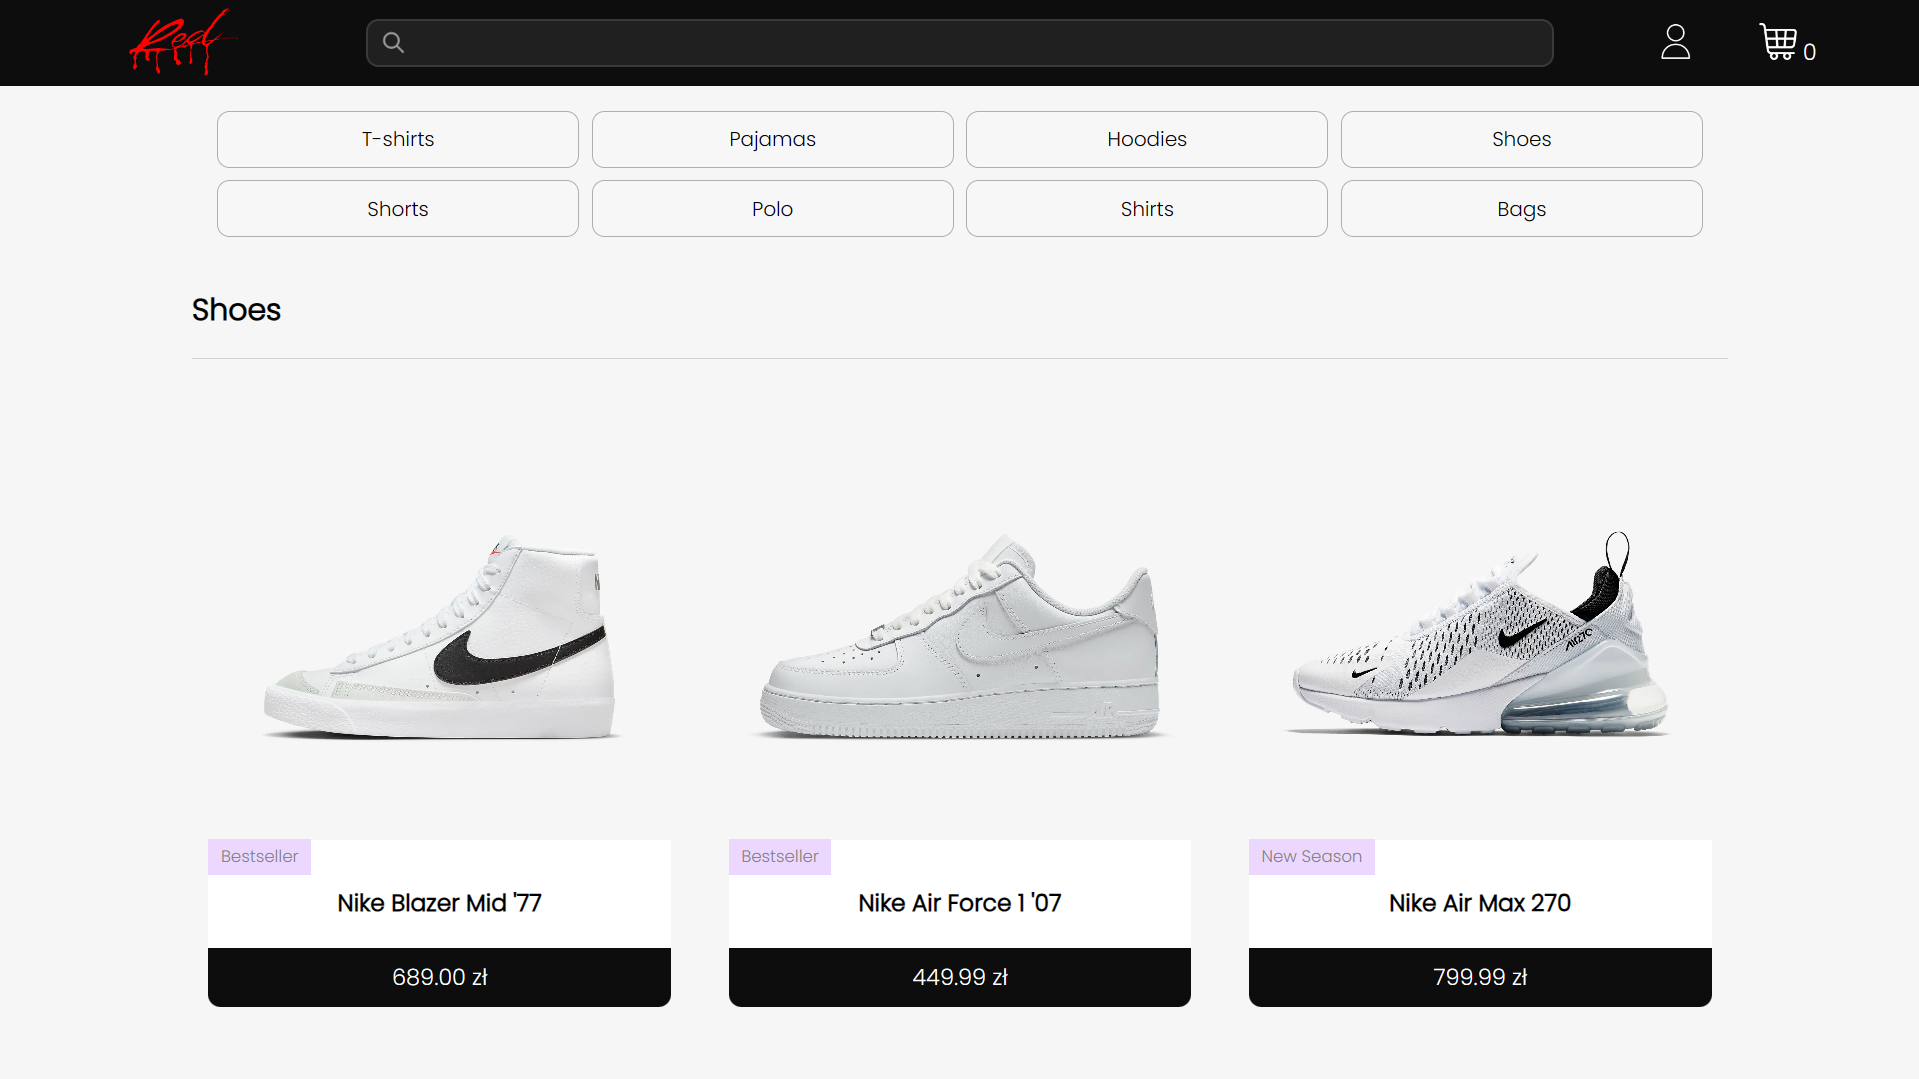 Red
0
T-shirts
Pajamas
Hoodies
Shoes
Shorts
Polo
Shirts
Bags
Shoes
AIR270
Bestseller
Nike Blazer Mid '77
689.00 zł
Bestseller
Nike Air Force 1 '07
449.99 zł
New Season
Nike Air Max 270
799.99 zł